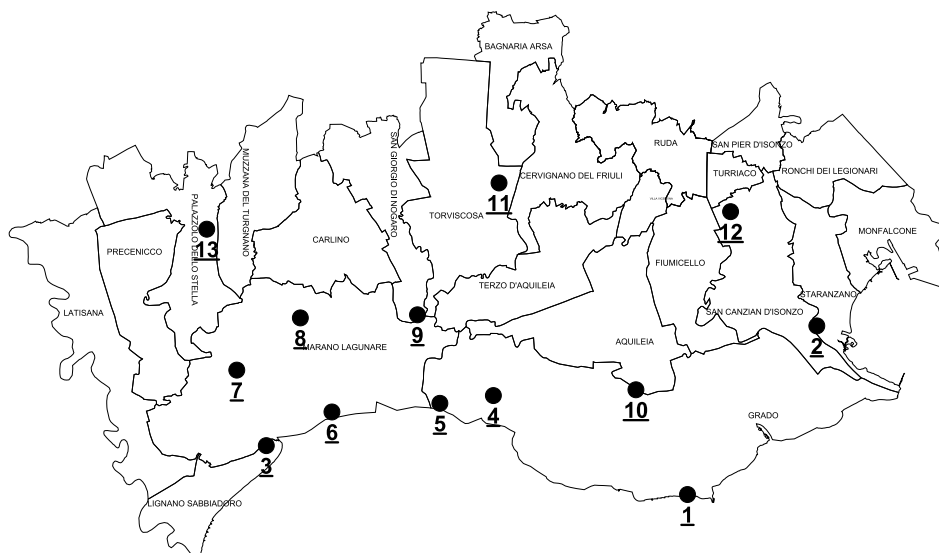 BAGNARIA ARSA
RUDA
SAN PIER D'ISONZO
TURRIACO
RONCHI DEI LEGIONARI
CERVIGNANO DEL FRIULI
MUZZANA DEL TURGNANO
SAN GIORGIO DI NOGARO
PALAZZOLO DELLO STELLA
11
TORVISCOSA
12
13
CARLINO
PRECENICCO
MONFALCONE
FIUMICELLO
TERZO D'AQUILEIA
STARANZANO
LATISANA
SAN CANZIAN D'ISONZO
8
9
2
MARANO LAGUNARE
AQUILEIA
7
10
6
5
4
GRADO
3
LIGNANO SABBIADORO
1